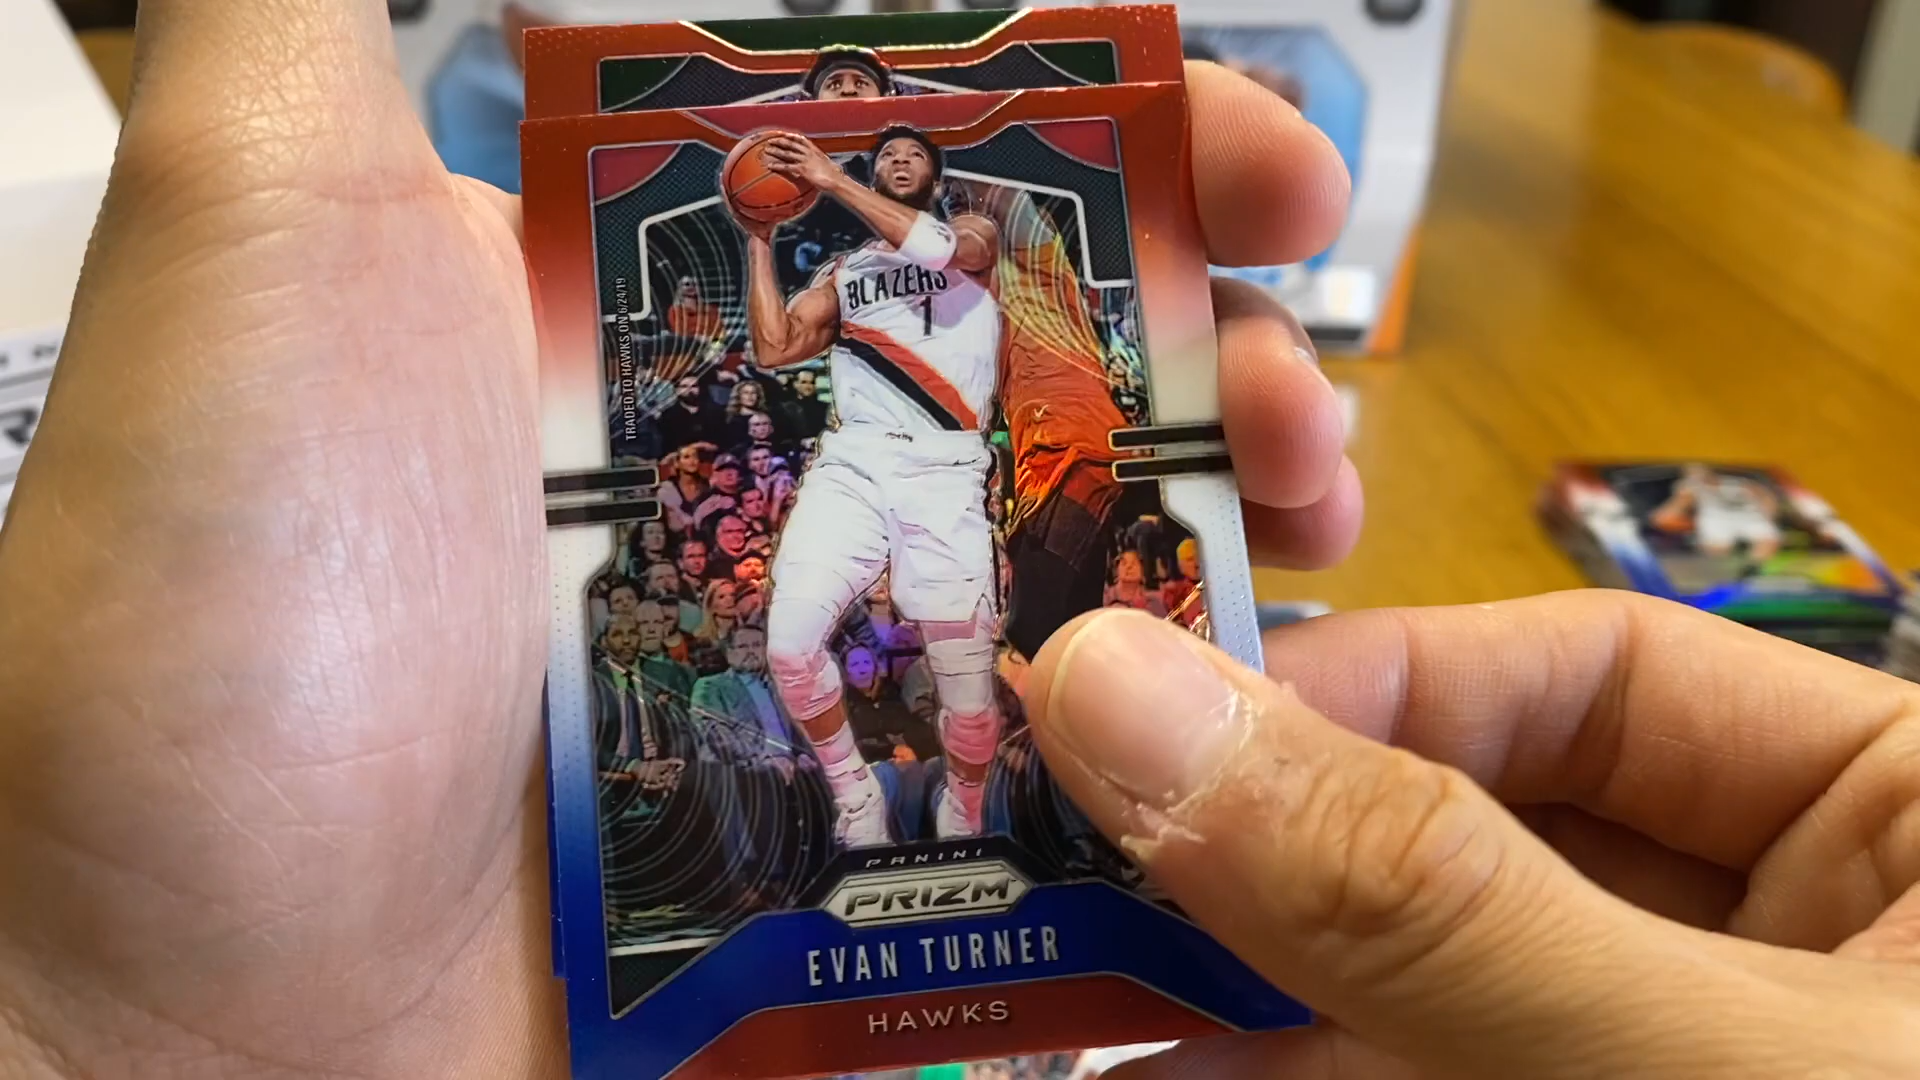 BLAZERS
1
TRADED TO HAWKS ON 6/24/19
PANINI
PRIZM
EVAN TURNER
HAWKS